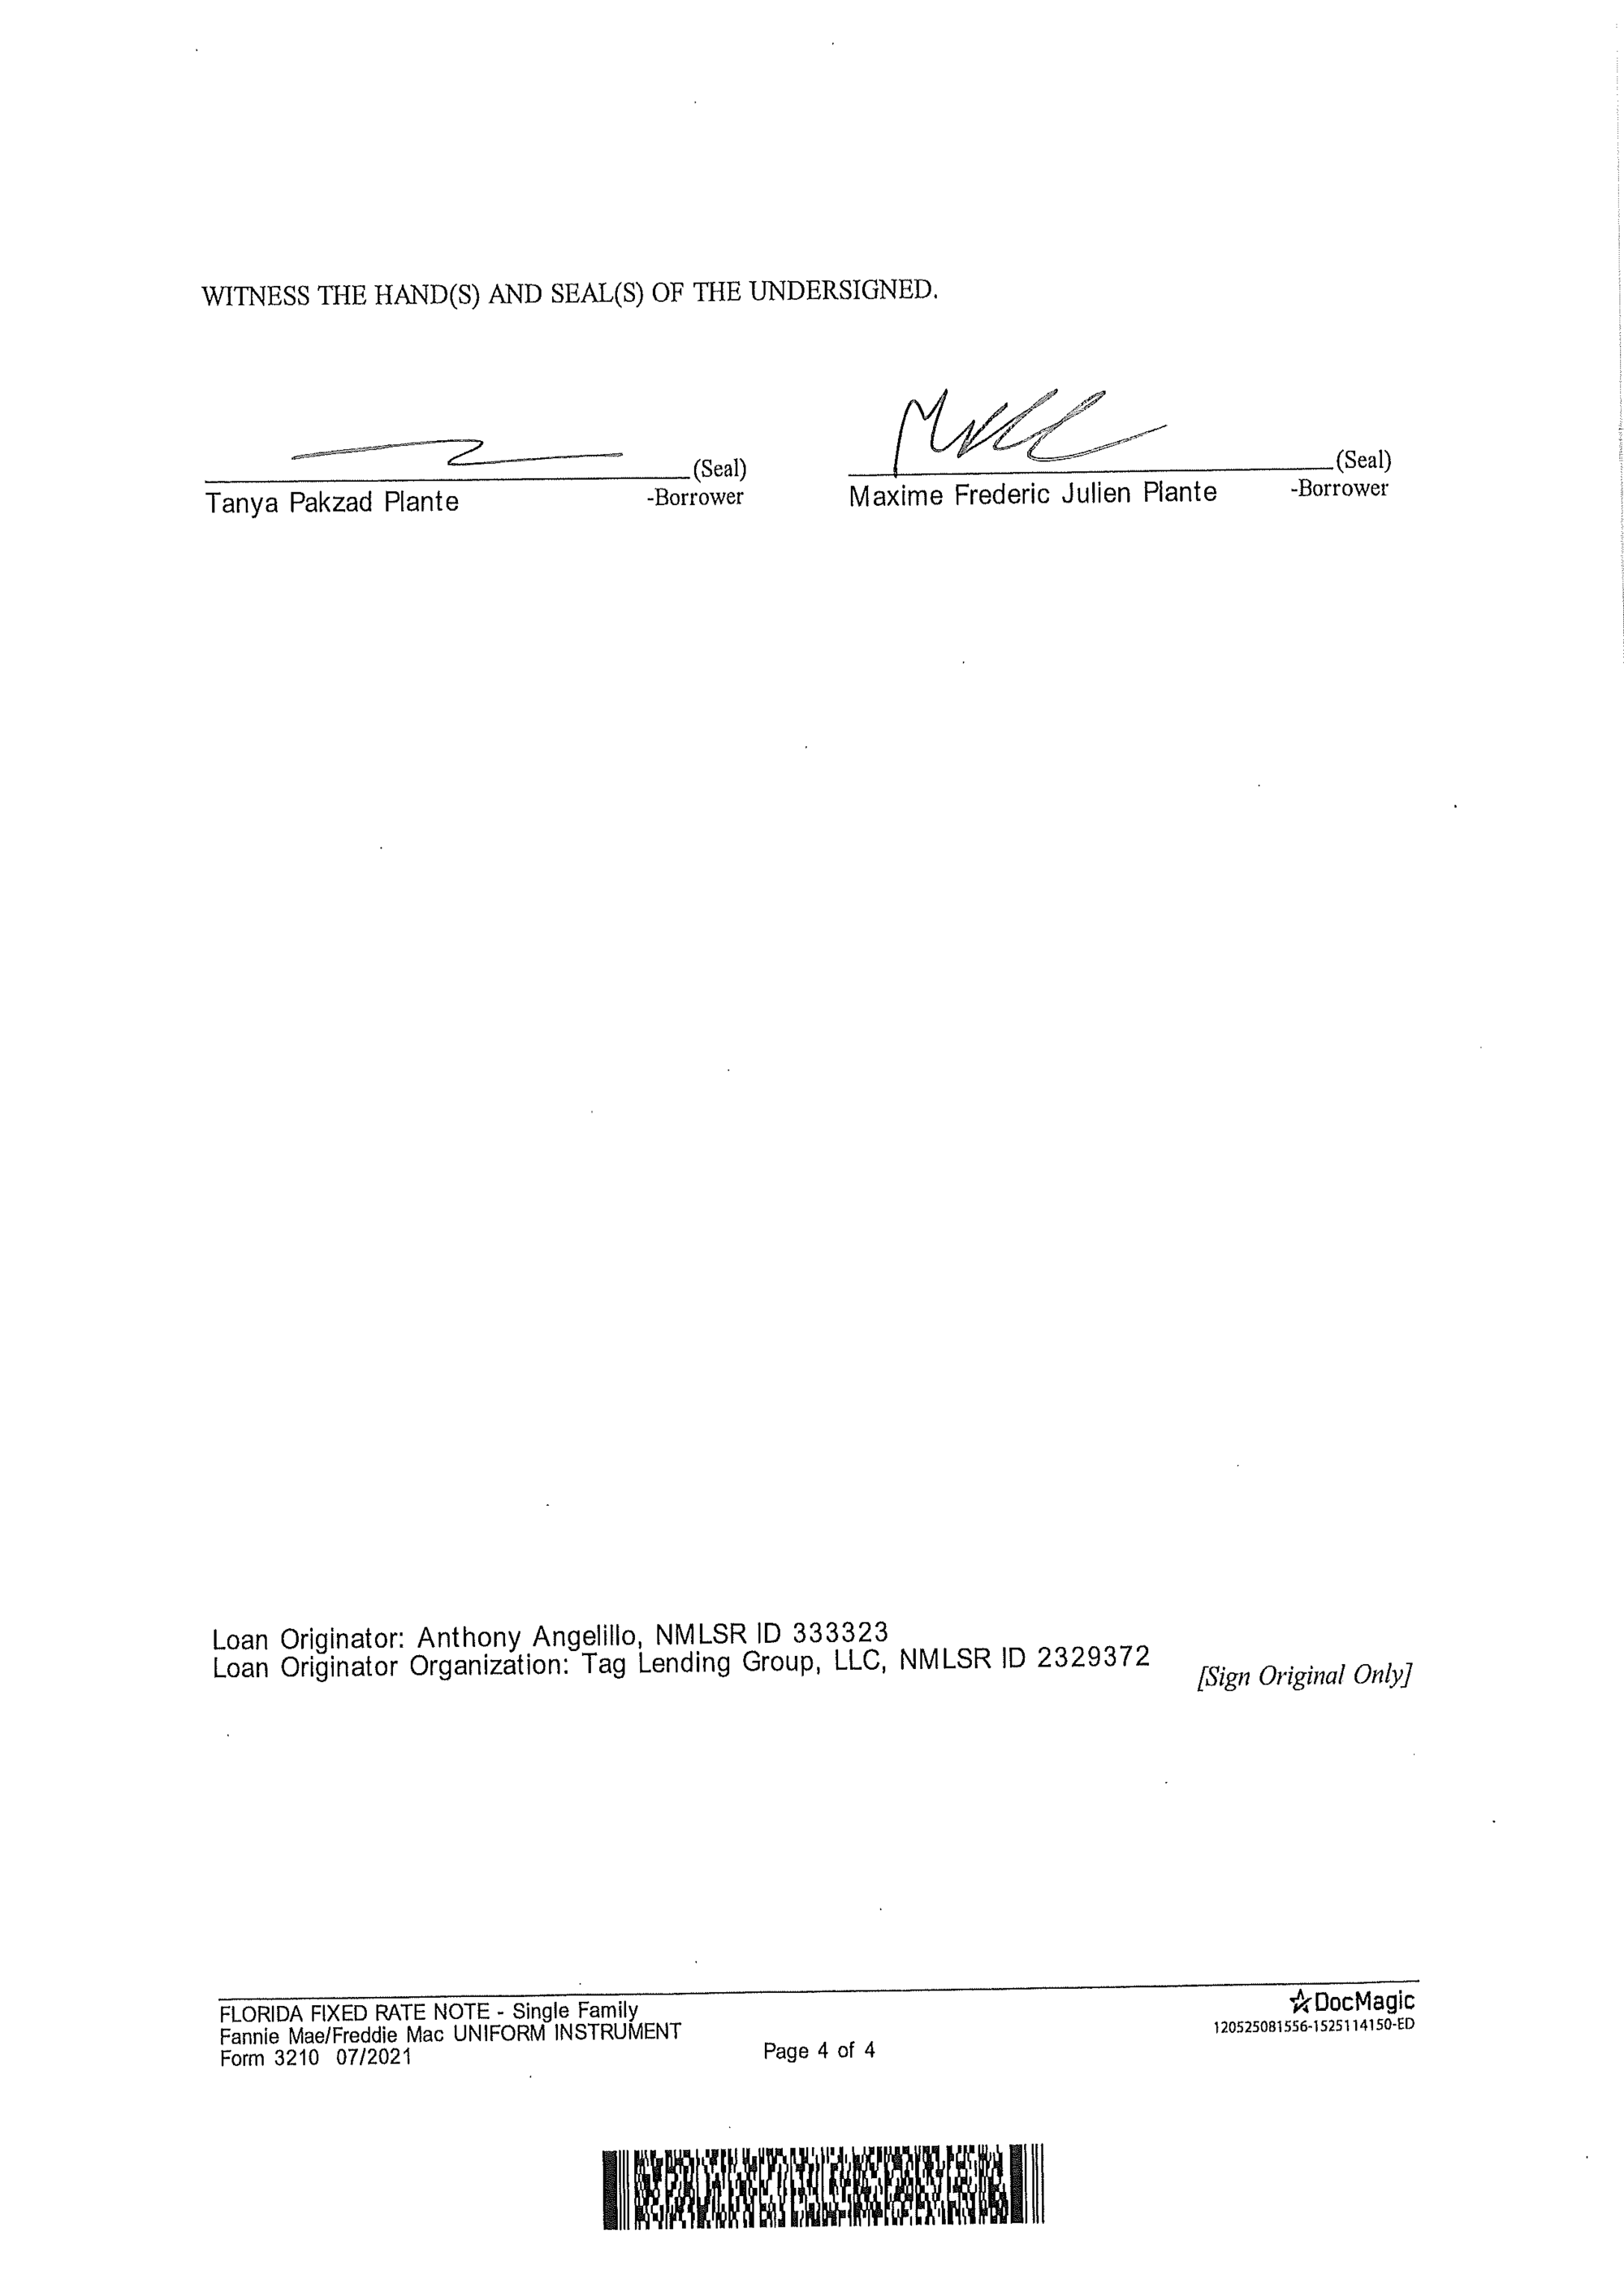 WITNESS THE HAND(S) AND SEAL(S) OF THE UNDERSIGNED.
(Seal) (Seal)
Tanya Pakzad Plante -Borrower Maxime Frederic Julien Plante -Borrower
Loan Originator: Anthony Angelillo, NMLSR ID 333323
Loan Originator Organization: Tag Lending Group, LLC, NMLSR ID 2329372
[Sign Original Only]
FLORIDA FIXED RATE NOTE - Single Family
Fannie Mae/Freddie Mac UNIFORM INSTRUMENT
Form 3210 07/2021
Page 4 of 4
DocMagic
120525081556-1525114150-ED